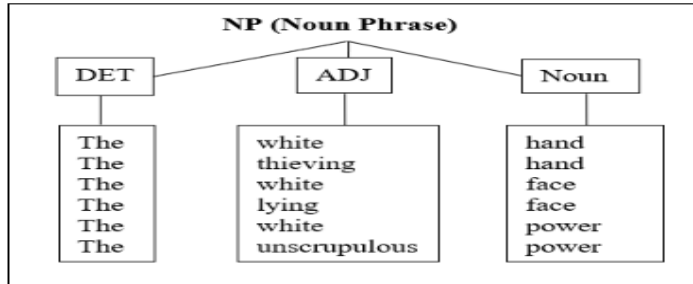 NP (Noun Phrase)
DET ADJ Noun
The white hand
The thieving hand
The white face
The lying face
The white power
The unscrupulous power